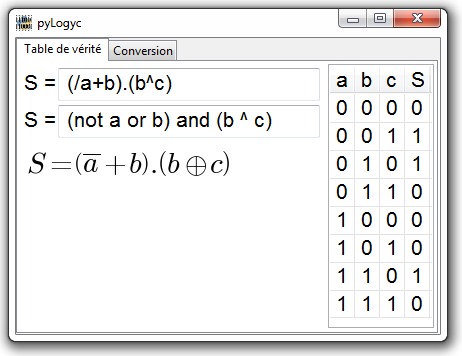 pyLogyc
Table de vérité Conversion
S = (/a+b).(b^c)
S = (not a or b) and (b ^ c)
S = (a̅ + b).(b ⊕ c)
a b c S
0 0 0 0
0 0 1 1
0 1 0 1
0 1 1 0
1 0 0 0
1 0 1 0
1 1 0 1
1 1 1 0